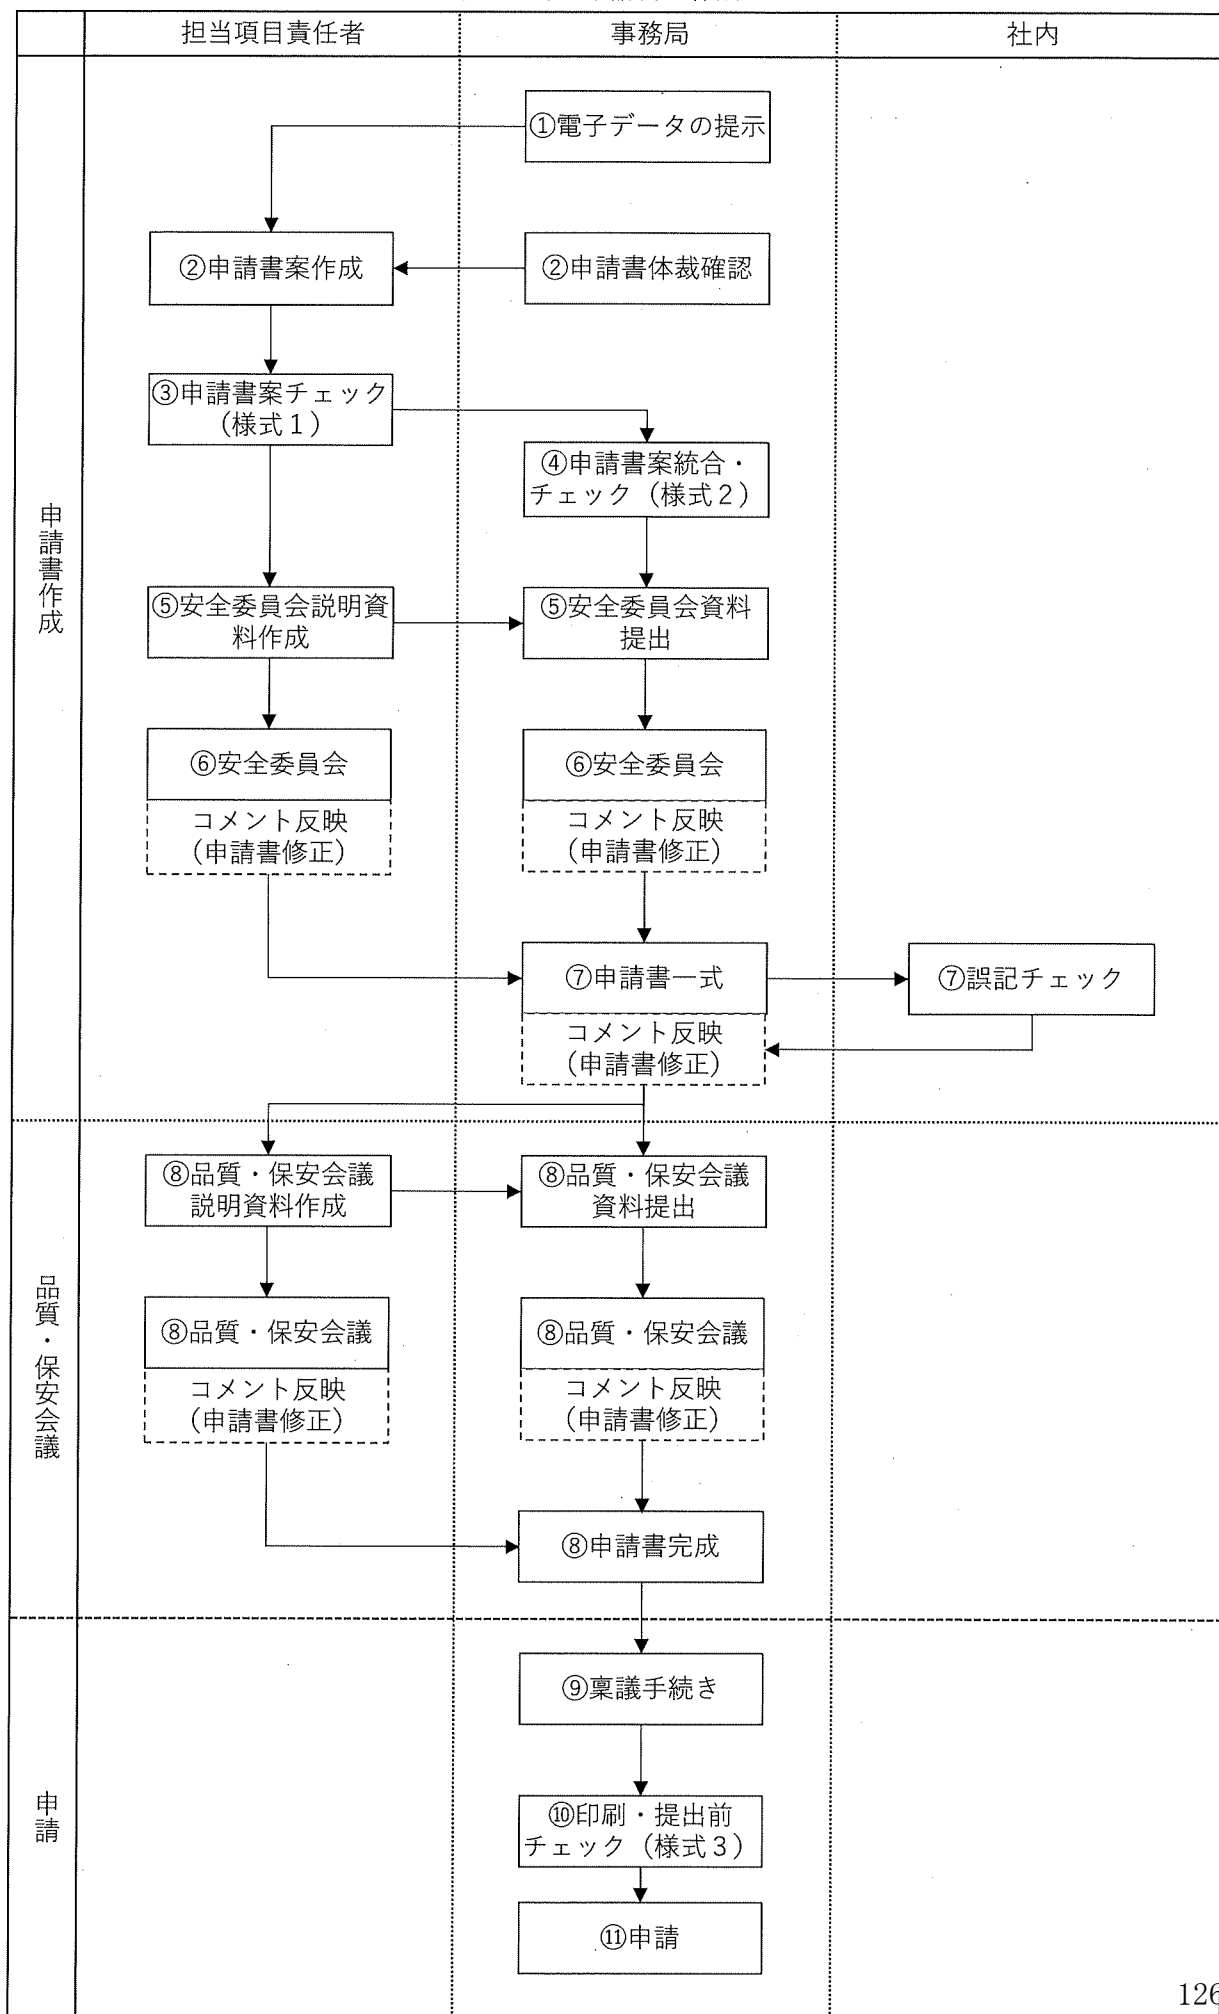 担当項目責任者
事務局
社内
申請書作成
①電子データの提示
②申請書案作成
②申請書体裁確認
③申請書案チェック
（様式１）
④申請書案統合・
チェック（様式２）
⑤安全委員会説明資
料作成
⑤安全委員会資料
提出
⑥安全委員会
コメント反映
（申請書修正）
⑥安全委員会
コメント反映
（申請書修正）
⑦申請書一式
コメント反映
（申請書修正）
⑦誤記チェック
品質・保安会議
⑧品質・保安会議
説明資料作成
⑧品質・保安会議
資料提出
⑧品質・保安会議
コメント反映
（申請書修正）
⑧品質・保安会議
コメント反映
（申請書修正）
⑧申請書完成
申請
⑨稟議手続き
⑩印刷・提出前
チェック（様式３）
⑪申請
126